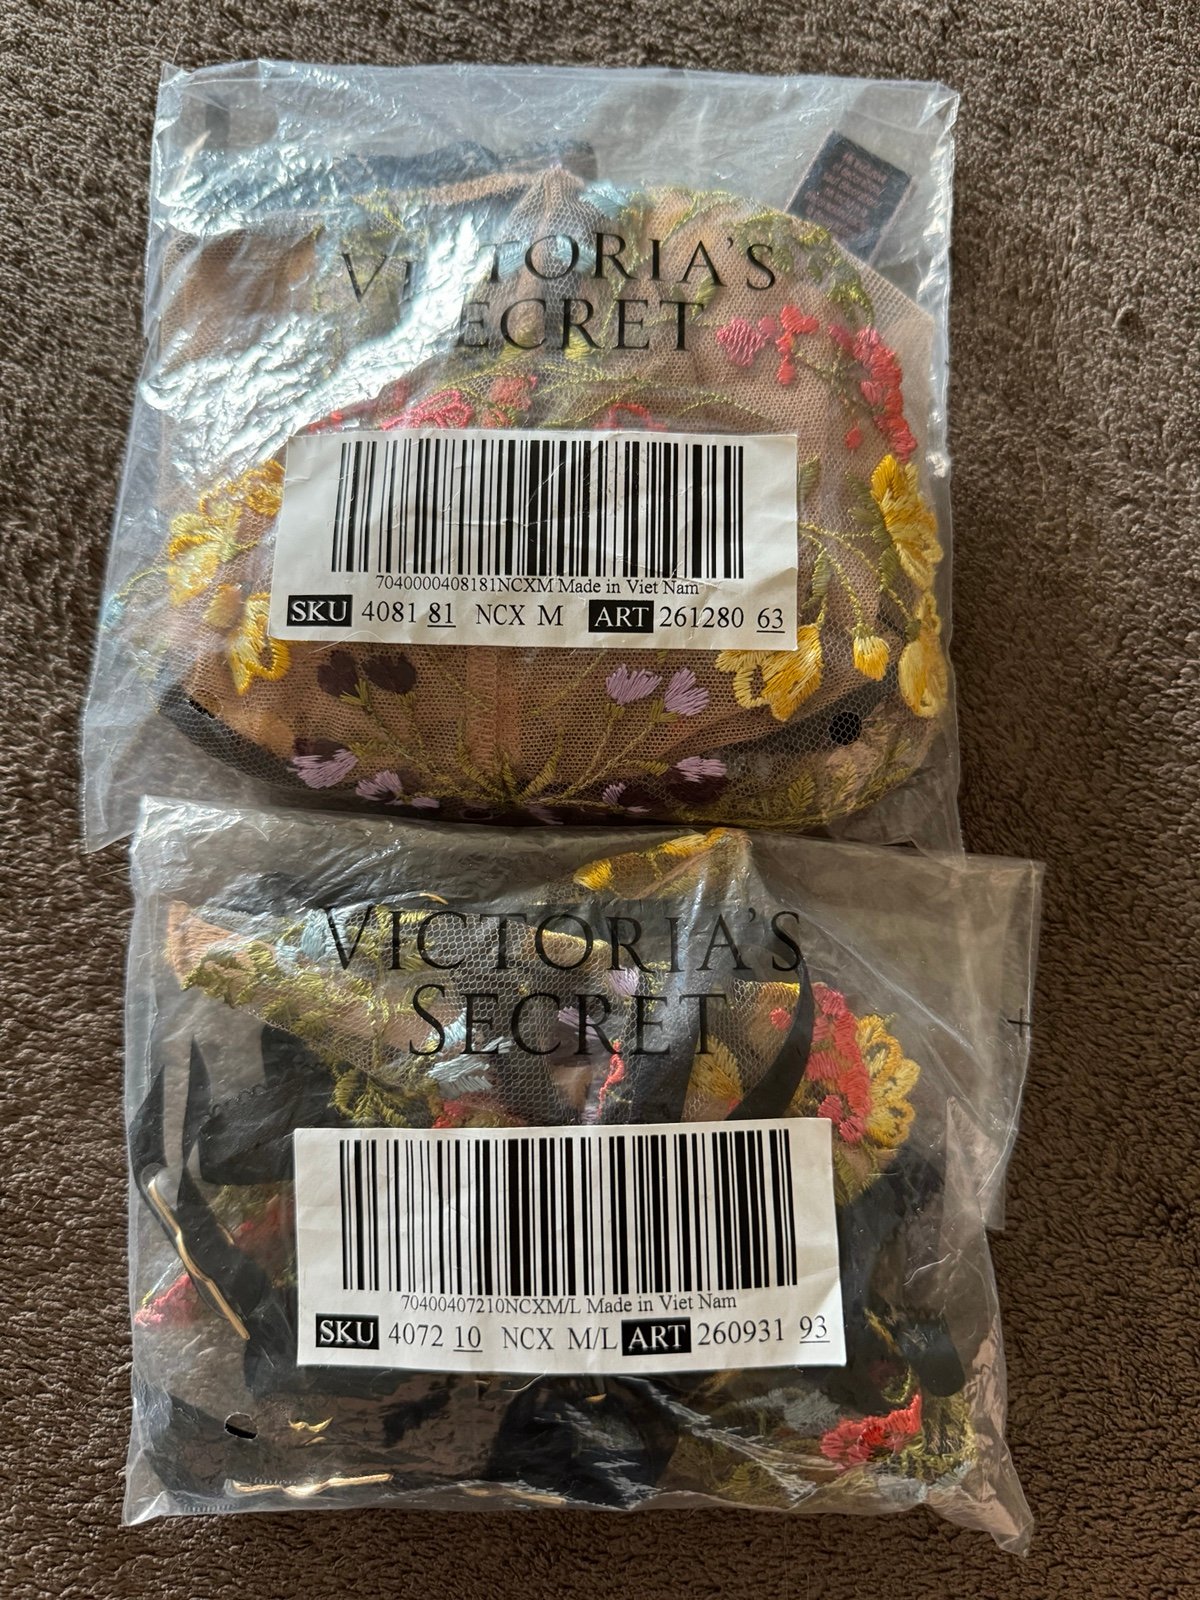 VICTORIA'S
SECRET
7040000408181NCXM Made in Viet Nam
SKU 4081 81 NCX M ART 261280 63
VICTORIA'S
SECRET
70400407210NCXM/L Made in Viet Nam
SKU 4072 10 NCX M/L ART 260931 93